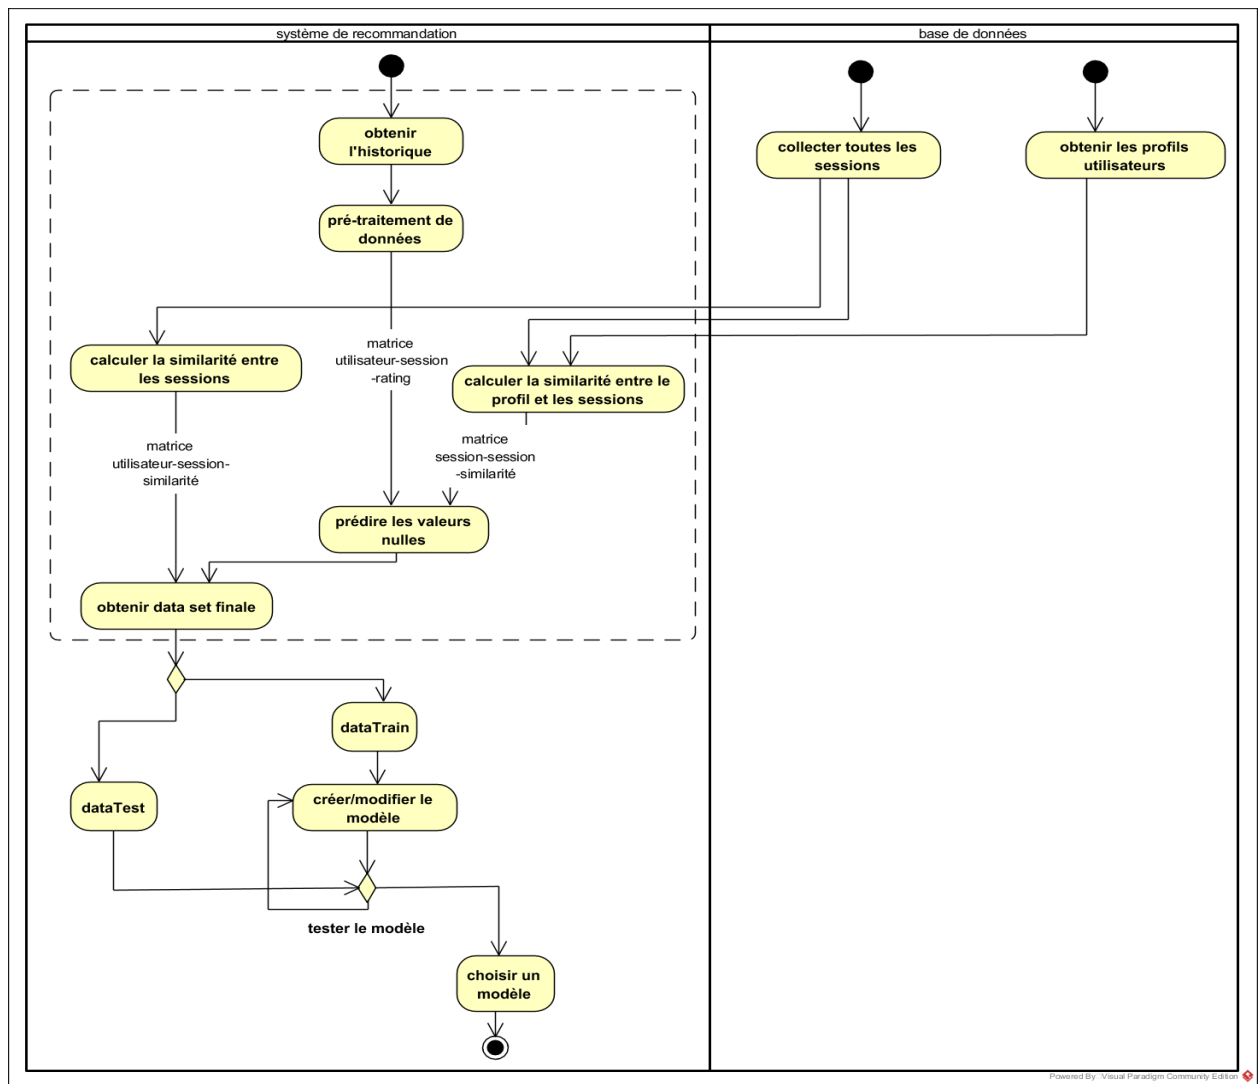 système de recommandation
base de données
obtenir
l'historique
collecter toutes les
sessions
obtenir les profils
utilisateurs
pré-traitement de
données
matrice
utilisateur-session
-rating
calculer la similarité entre
les sessions
calculer la similarité entre le
profil et les sessions
matrice
utilisateur-session-
similarité
matrice
session-session
-similarité
prédire les valeurs
nulles
obtenir data set finale
dataTrain
dataTest
créer/modifier le
modèle
tester le modèle
choisir un
modèle
Powered By Visual Paradigm Community Edition